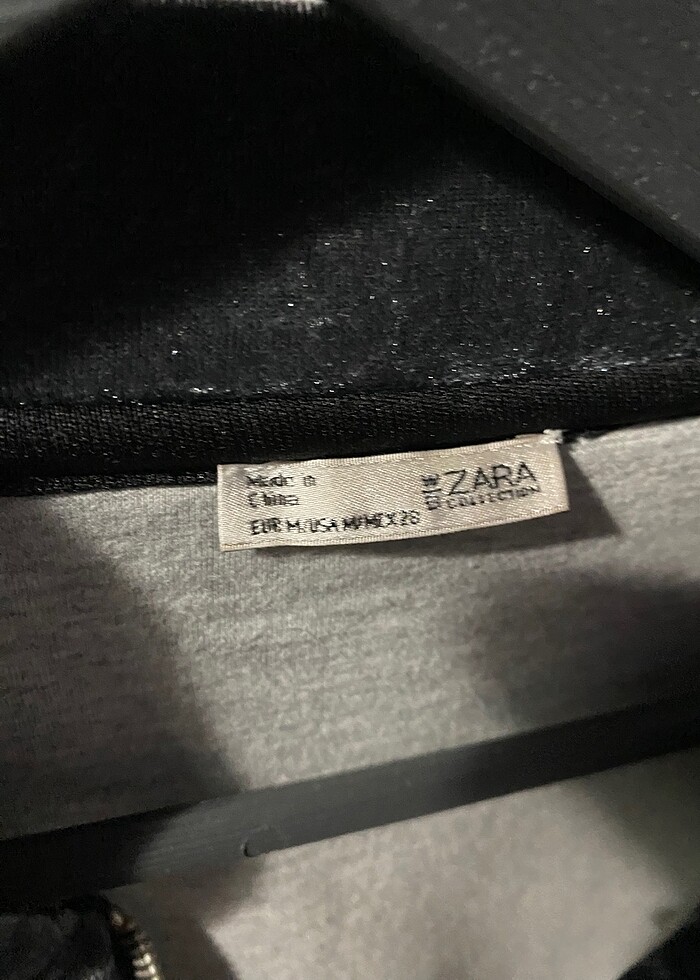 Made in
China
EUR M/USA M/MEX 28
W&B ZARA
COLLECTION